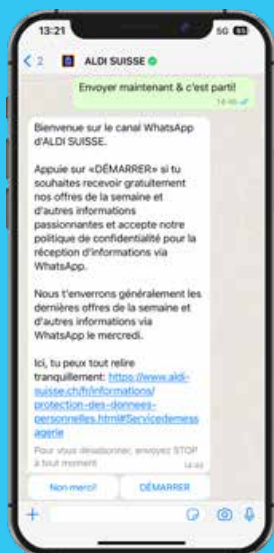 13:21
5G 65
2
ALDI SUISSE
Envoyer maintenant & c'est parti!
14:46
Bienvenue sur le canal WhatsApp
d'ALDI SUISSE.
Appuie sur «DÉMARRER» si tu
souhaites recevoir gratuitement
nos offres de la semaine et
d'autres informations
passionnantes et accepte notre
politique de confidentialité pour la
réception d'informations via
WhatsApp.
Nous t'enverrons généralement les
dernières offres de la semaine et
d'autres informations via
WhatsApp le mercredi.
Ici, tu peux tout relire
tranquillement: https://www.aldi-
suisse.ch/fr/informations/
protection-des-donnees-
personnelles.html#Servicedemess
agerie
Pour vous désabonner, envoyez STOP
à tout moment
14:49
Non merci!
DÉMARRER